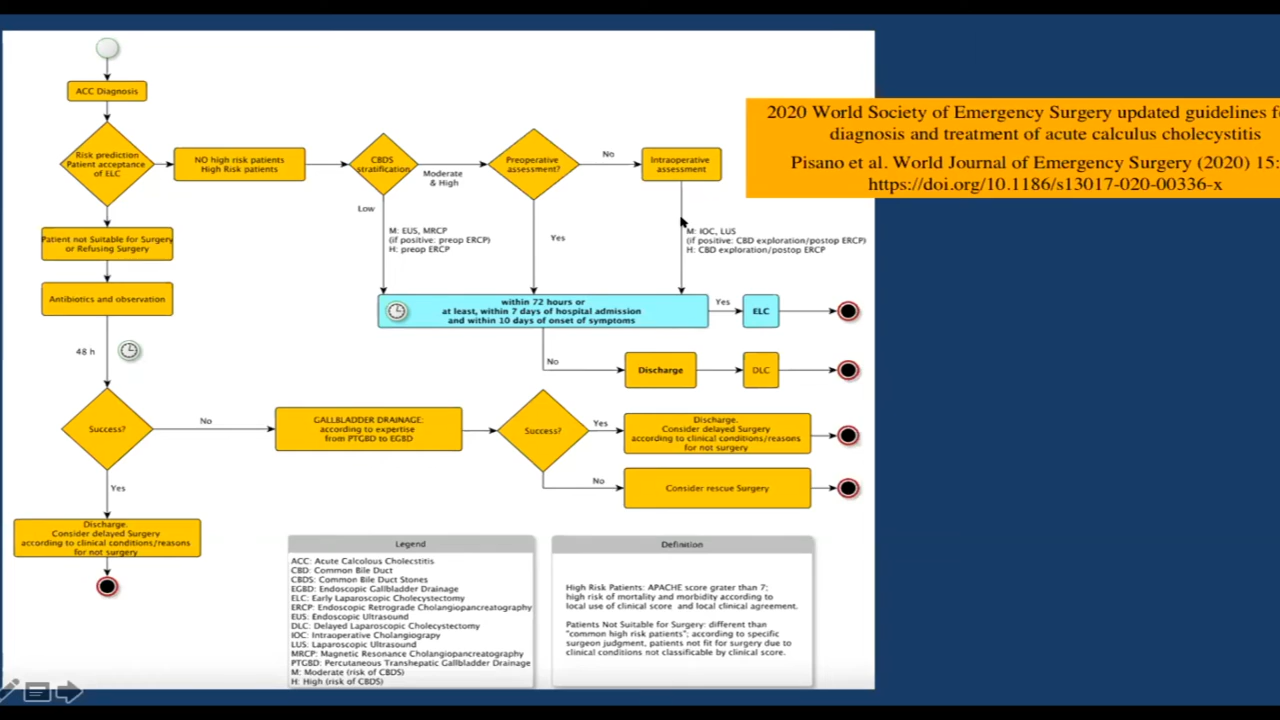 2020 World Society of Emergency Surgery updated guidelines f
diagnosis and treatment of acute calculus cholecystitis
Pisano et al. World Journal of Emergency Surgery (2020) 15:
https://doi.org/10.1186/s13017-020-00336-x
ACC Diagnosis
Risk prediction
Patient acceptance
of ELC
NO high risk patients
High Risk patients
CBDS
stratification
Moderate
& High
Preoperative
assessment?
No
Intraoperative
assessment
Low
M: EUS, MRCP
(if positive: preop ERCP)
H: preop ERCP
Yes
M: IOC, LUS
(if positive: CBD exploration/postop ERCP)
H: CBD exploration/postop ERCP
Patient not Suitable for Surgery
or Refusing Surgery
Antibiotics and observation
within 72 hours or
at least, within 7 days of hospital admission
and within 10 days of onset of symptoms
Yes
ELC
48 h
No
Discharge
DLC
Success?
No
GALLBLADDER DRAINAGE:
according to expertise
from PTGBD to EGBD
Success?
Yes
Discharge.
Consider delayed Surgery
according to clinical conditions/reasons
for not surgery
No
Consider rescue Surgery
Yes
Discharge.
Consider delayed Surgery
according to clinical conditions/reasons
for not surgery
Legend
ACC: Acute Calcolous Cholecstitis
CBD: Common Bile Duct
CBDS: Common Bile Duct Stones
EGBD: Endoscopic Gallbladder Drainage
ELC: Early Laparoscopic Cholecystectomy
ERCP: Endoscopic Retrograde Cholangiopancreatography
EUS: Endoscopic Ultrasound
DLC: Delayed Laparoscopic Cholecystectomy
IOC: Intraoperative Cholangiograpy
LUS: Laparoscopic Ultrasound
MRCP: Magnetic Resonance Cholangiopancreatography
PTGBD: Percutaneous Transhepatic Gallbladder Drainage
M: Moderate (risk of CBDS)
H: High (risk of CBDS)
Definition
High Risk Patients: APACHE score grater than 7;
high risk of mortality and morbidity according to
local use of clinical score and local clinical agreement.
Patients Not Suitable for Surgery: different than
"common high risk patients"; according to specific
surgeon judgment, patients not fit for surgery due to
clinical conditions not classificable by clinical score.